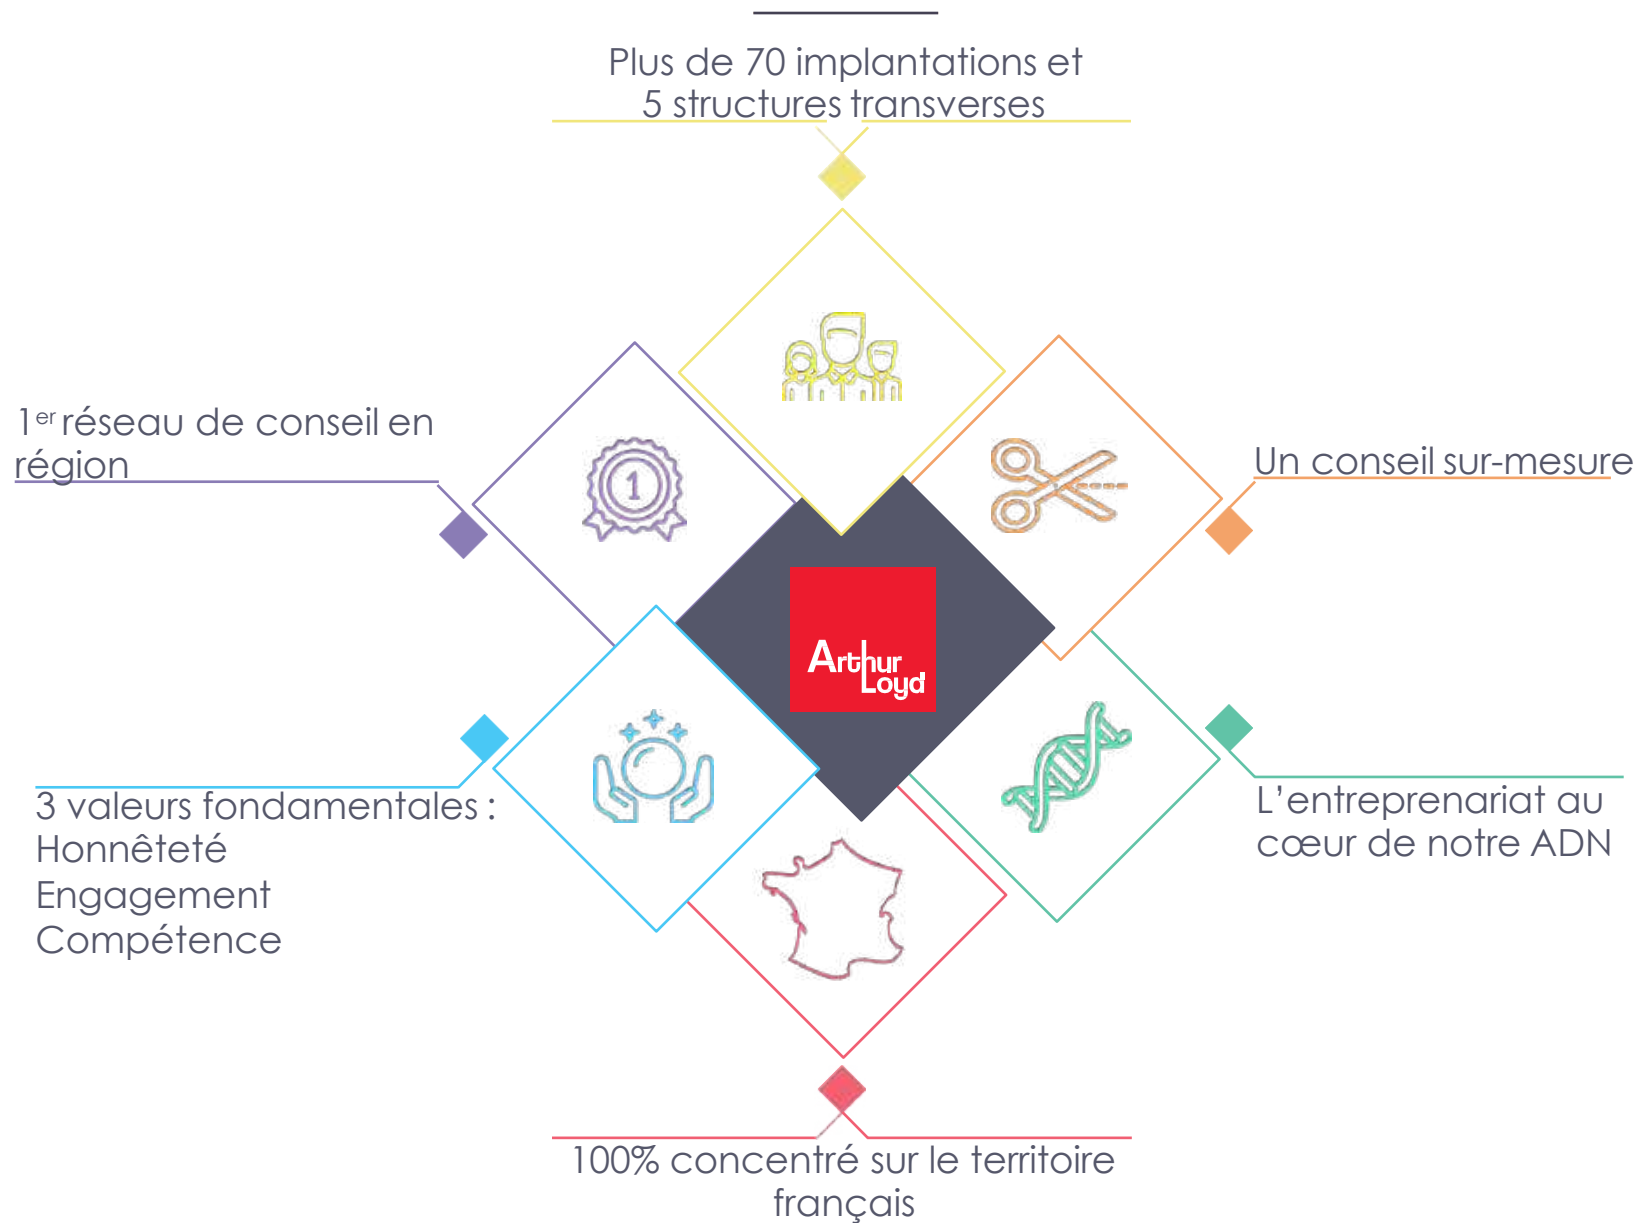 Plus de 70 implantations et
5 structures transverses
1er réseau de conseil en
région
1
Un conseil sur-mesure
Arthur
Loyd
3 valeurs fondamentales :
Honnêteté
Engagement
Compétence
L’entreprenariat au
cœur de notre ADN
100% concentré sur le territoire
français